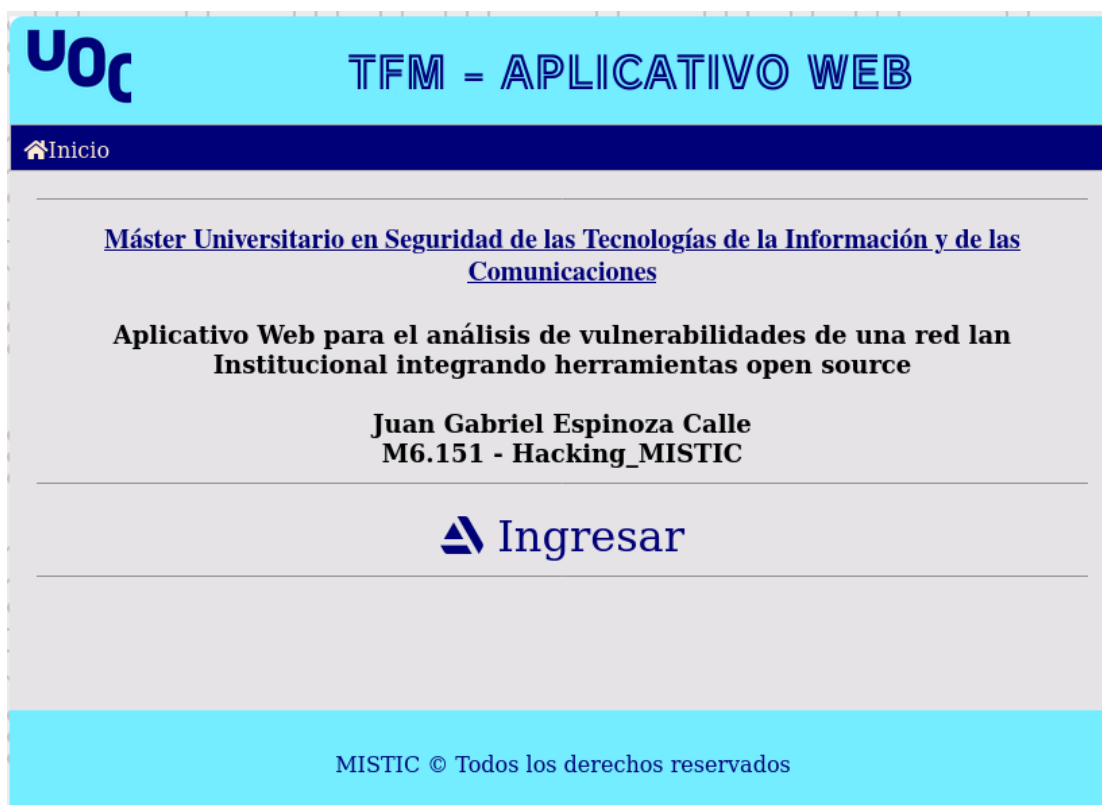 UOC
TFM - APLICATIVO WEB
Inicio
Máster Universitario en Seguridad de las Tecnologías de la Información y de las
Comunicaciones
Aplicativo Web para el análisis de vulnerabilidades de una red lan
Institucional integrando herramientas open source
Juan Gabriel Espinoza Calle
M6.151 - Hacking_MISTIC
Ingresar
MISTIC © Todos los derechos reservados